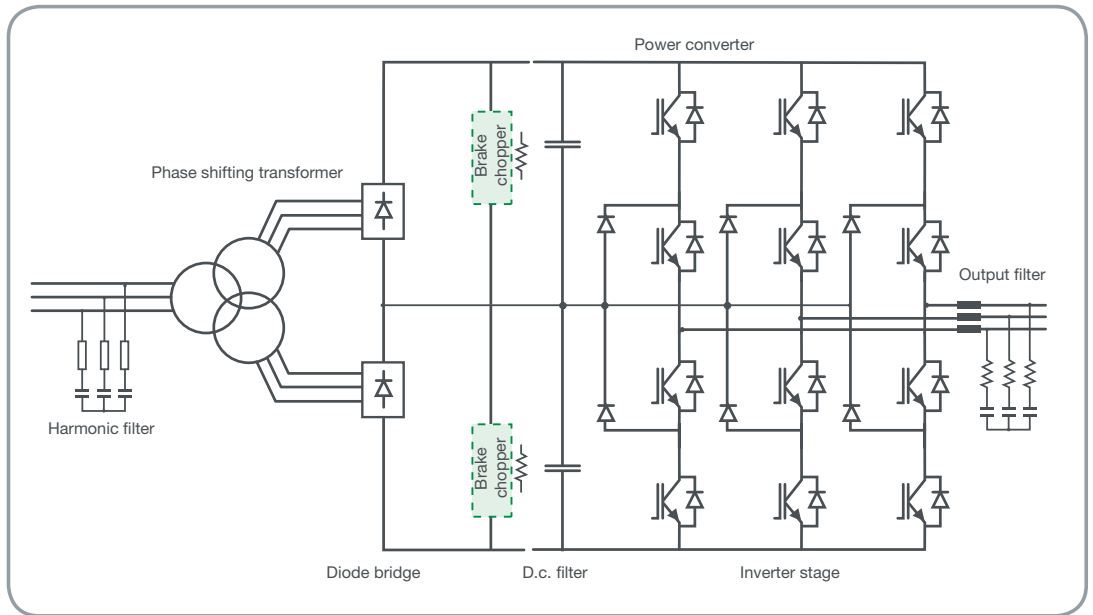 Power converter
Phase shifting transformer
Brake
chopper
Output filter
Harmonic filter
Brake
chopper
Diode bridge
D.c. filter
Inverter stage